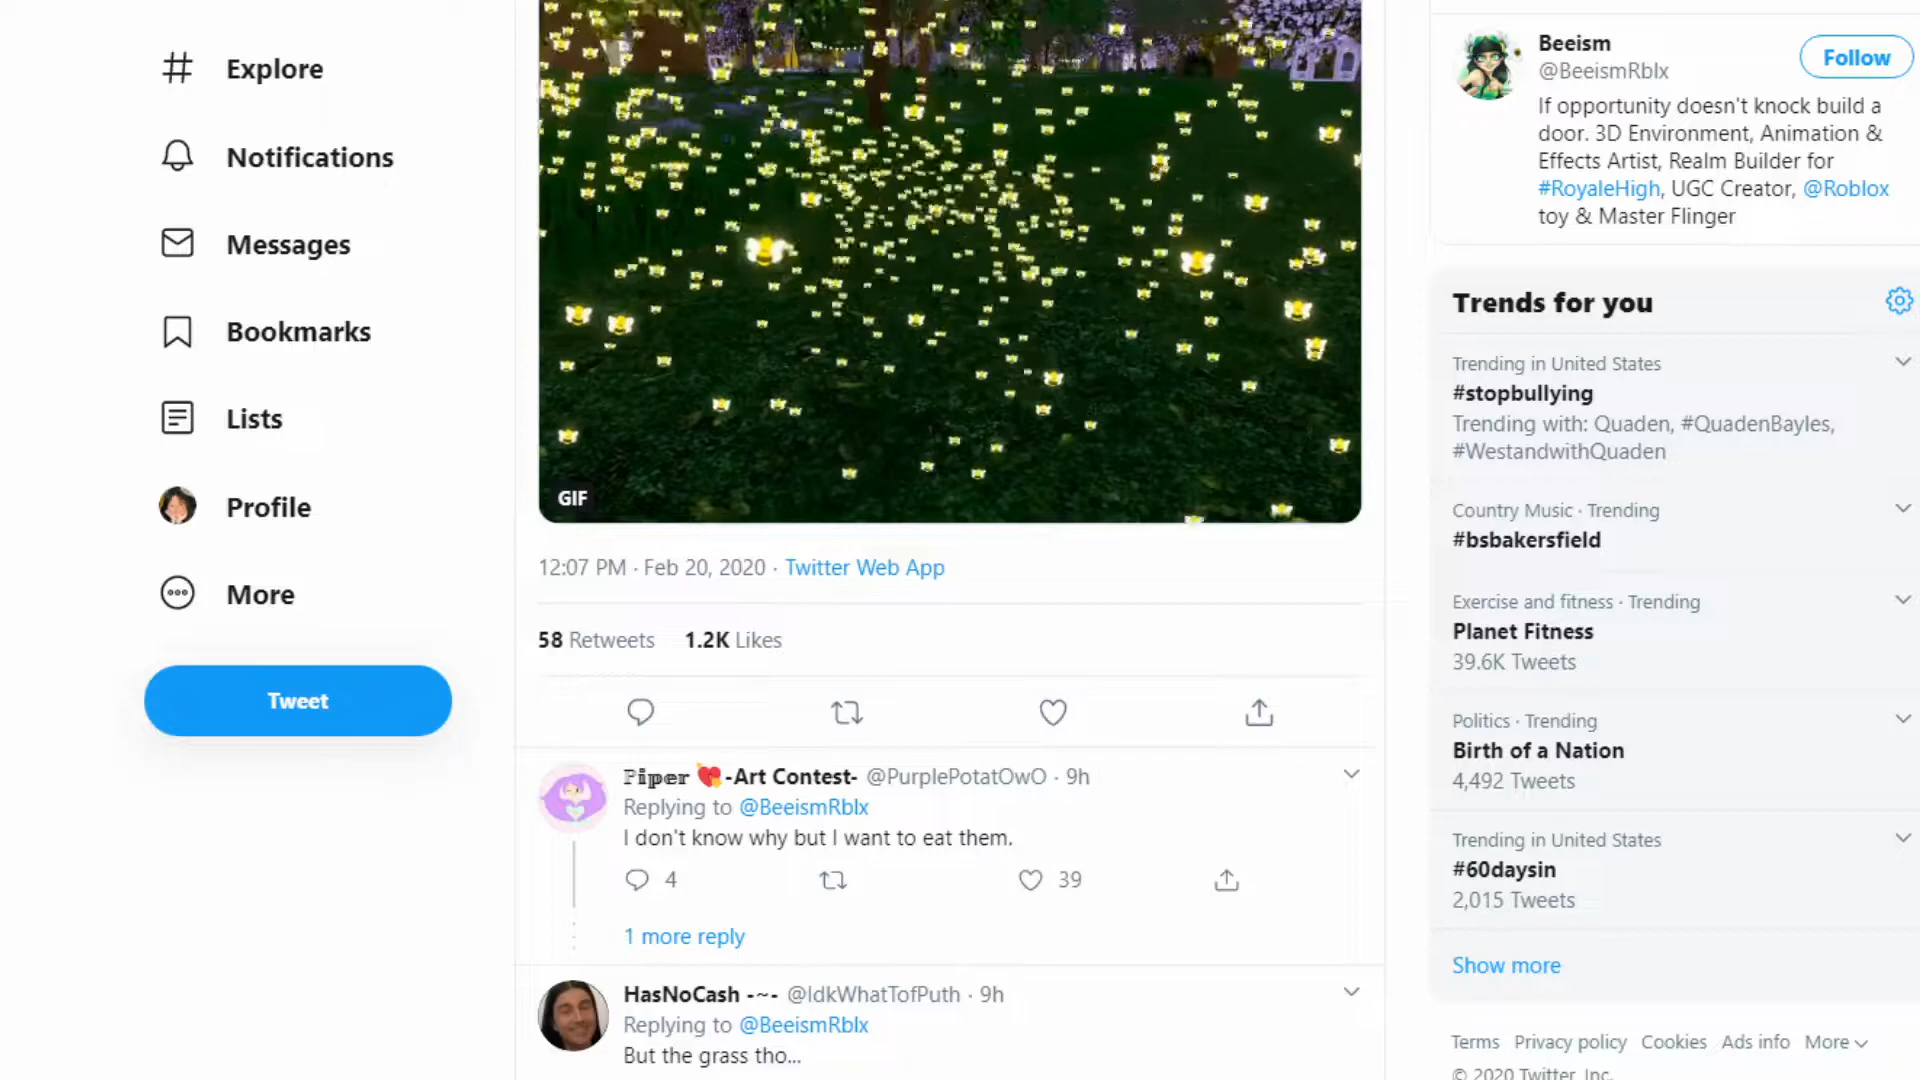 Explore
Notifications
Messages
Bookmarks
Lists
Profile
More
Tweet
GIF
12:07 PM · Feb 20, 2020 · Twitter Web App
58 Retweets 1.2K Likes
ℙ𝕚𝕡𝕖𝕣 💘-Art Contest- @PurplePotatOwO · 9h
Replying to @BeeismRblx
I don't know why but I want to eat them.
4 39
1 more reply
HasNoCash -~- @IdkWhatTofPuth · 9h
Replying to @BeeismRblx
But the grass tho...
Beeism
@BeeismRblx
Follow
If opportunity doesn't knock build a
door. 3D Environment, Animation &
Effects Artist, Realm Builder for
#RoyaleHigh, UGC Creator, @Roblox
toy & Master Flinger
Trends for you
Trending in United States
#stopbullying
Trending with: Quaden, #QuadenBayles,
#WestandwithQuaden
Country Music · Trending
#bsbakersfield
Exercise and fitness · Trending
Planet Fitness
39.6K Tweets
Politics · Trending
Birth of a Nation
4,492 Tweets
Trending in United States
#60daysin
2,015 Tweets
Show more
Terms Privacy policy Cookies Ads info More
© 2020 Twitter, Inc.